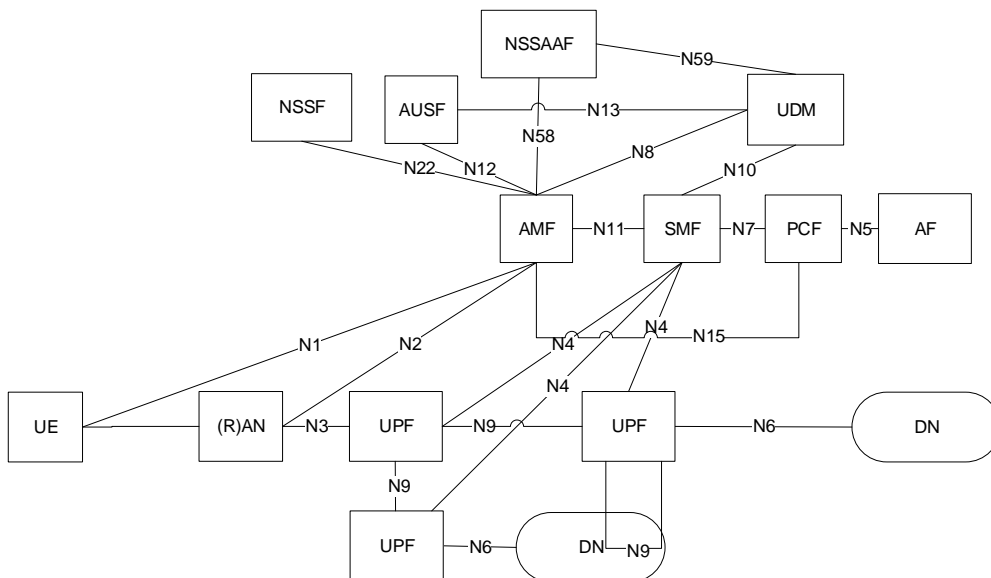 NSSAAF
N59
NSSF
AUSF
N13
UDM
N58
N22
N12
N8
N10
AMF
N11
SMF
N7
PCF
N5
AF
N1
N2
N4
N4
N15
N4
UE
(R)AN
N3
UPF
N9
UPF
N6
DN
N9
UPF
N6
DN
N9